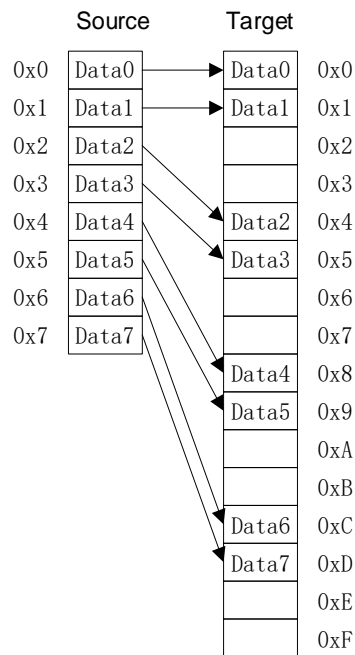 Source Target
0x0 Data0 Data0 0x0
0x1 Data1 Data1 0x1
0x2 Data2 0x2
0x3 Data3 0x3
0x4 Data4 Data2 0x4
0x5 Data5 Data3 0x5
0x6 Data6 0x6
0x7 Data7 0x7
Data4 0x8
Data5 0x9
0xA
0xB
Data6 0xC
Data7 0xD
0xE
0xF